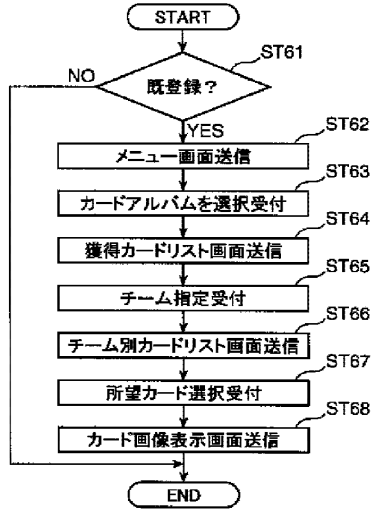 START
ST61
NO
既登録？
YES
ST62
メニュー画面送信
ST63
カードアルバムを選択受付
ST64
獲得カードリスト画面送信
ST65
チーム指定受付
ST66
チーム別カードリスト画面送信
ST67
所望カード選択受付
ST68
カード画像表示画面送信
END